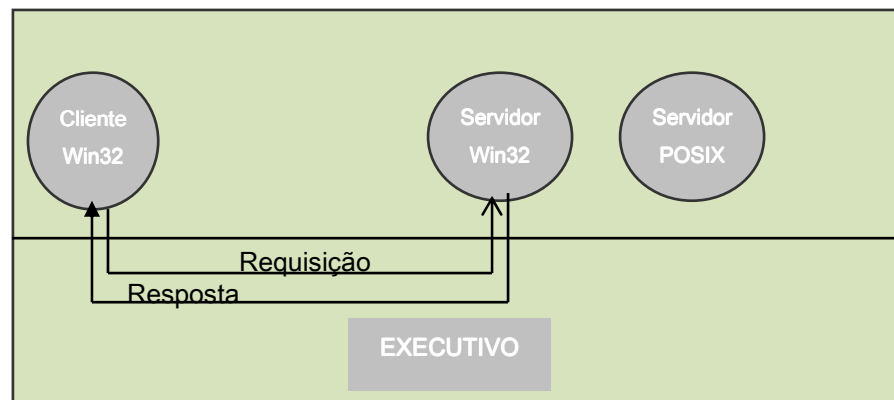 Cliente
Win32
Servidor
Win32
Servidor
POSIX
Requisição
Resposta
EXECUTIVO